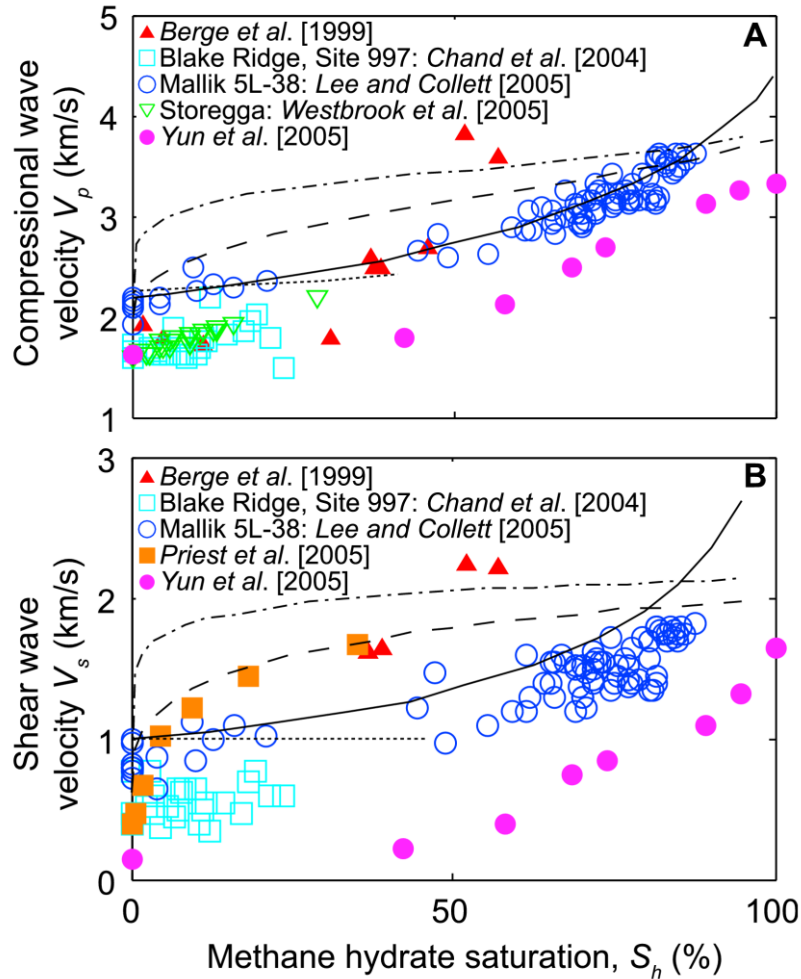 5
4
3
2
1
Compressional wave
velocity Vp (km/s)
A
Berge et al. [1999]
Blake Ridge, Site 997: Chand et al. [2004]
Mallik 5L-38: Lee and Collett [2005]
Storegga: Westbrook et al. [2005]
Yun et al. [2005]
3
2
1
0
Shear wave
velocity Vs (km/s)
B
Berge et al. [1999]
Blake Ridge, Site 997: Chand et al. [2004]
Mallik 5L-38: Lee and Collett [2005]
Priest et al. [2005]
Yun et al. [2005]
0
50
100
Methane hydrate saturation, Sh (%)